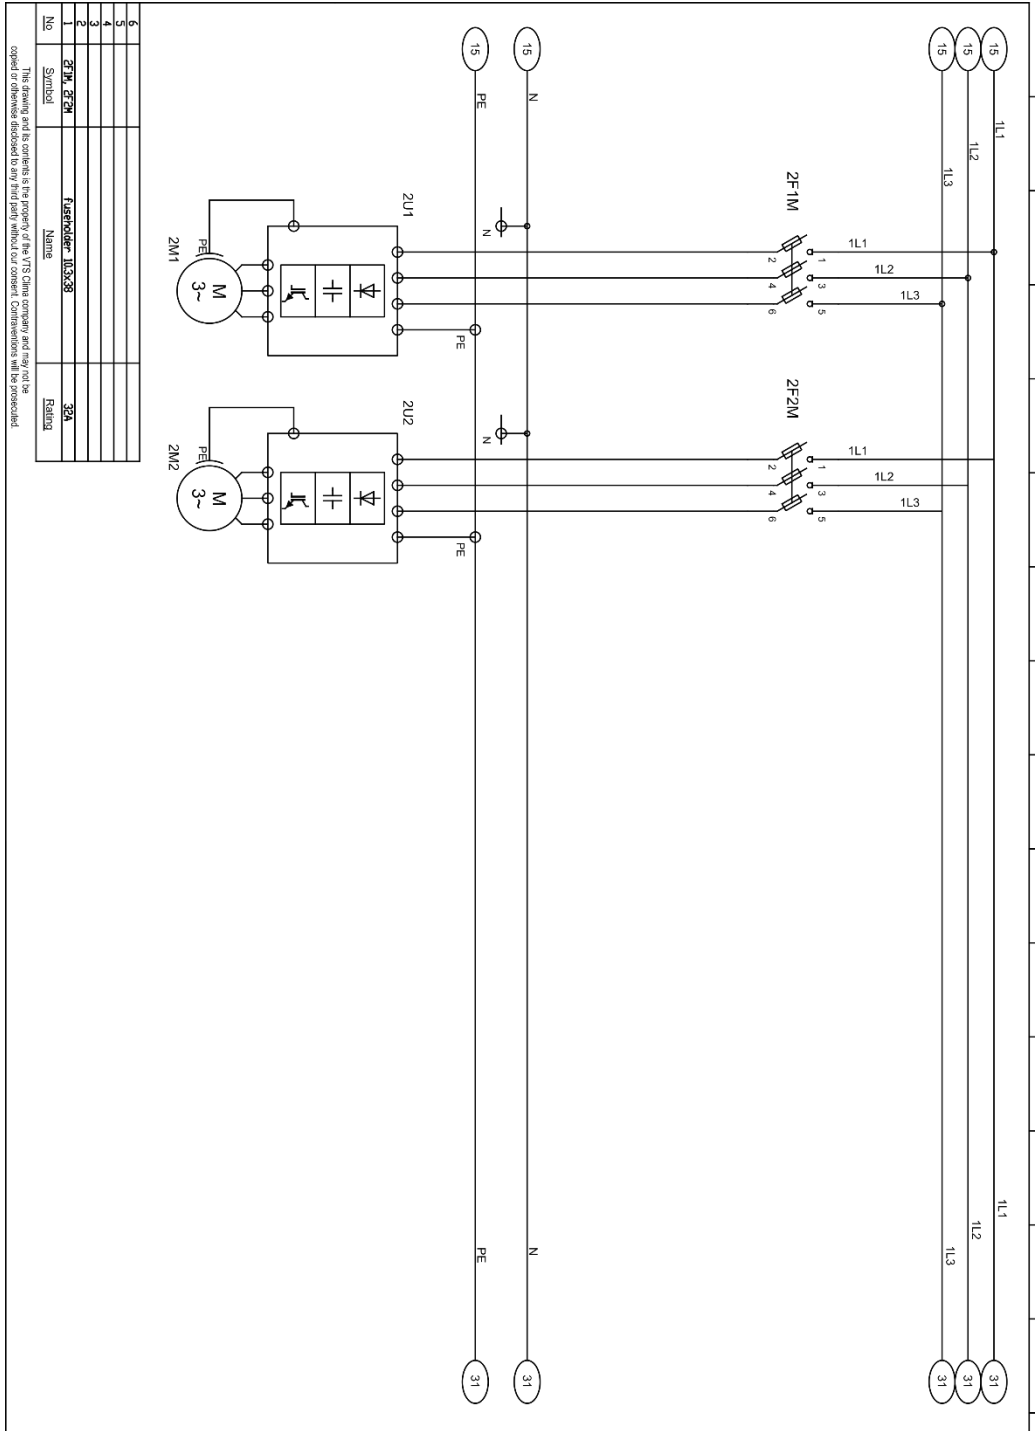 15
15
15
15
15
1L1
1L2
1L3
N
PE
2F1M
1L1
1L2
1L3
1
3
5
2
4
6
N
2U1
PE
PE
2M1
M
3~
2F2M
1L1
1L2
1L3
1
3
5
2
4
6
N
2U2
PE
PE
2M2
M
3~
1L1
1L2
1L3
N
PE
31
31
31
31
31
6
5
4
3
2
1 2F1M, 2F2M fuseholder 10.3x38 32A
No Symbol Name Rating
This drawing and its contents is the property of the VTS Clima company and may not be
copied or otherwise disclosed to any third party without our consent. Contraventions will be prosecuted.